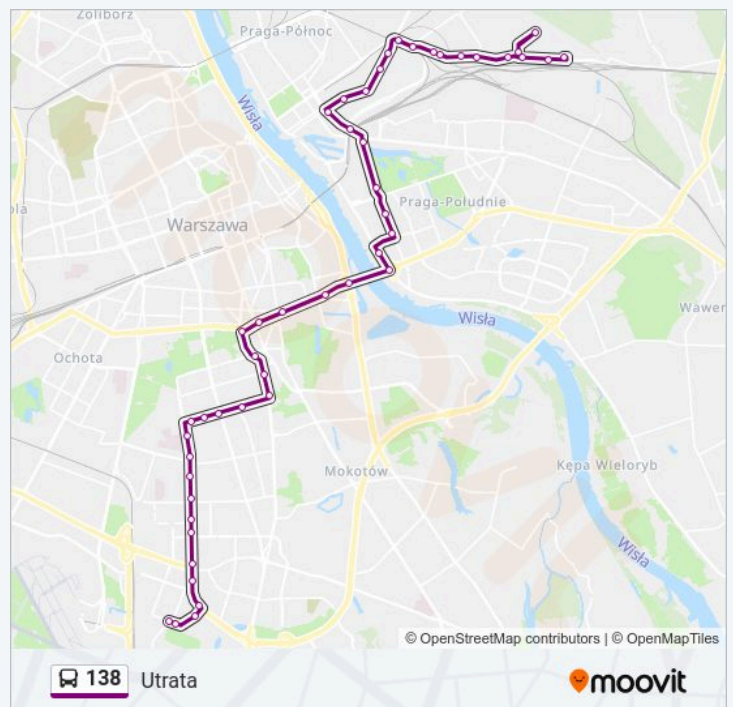 Żoliborz
Praga-Północ
Wisła
Praga-Południe
Warszawa
Wawer
Wisła
Ochota
Mokotów
Kępa Wieloryb
Wisła
© OpenStreetMap contributors | © OpenMapTiles
138 Utrata
moovit